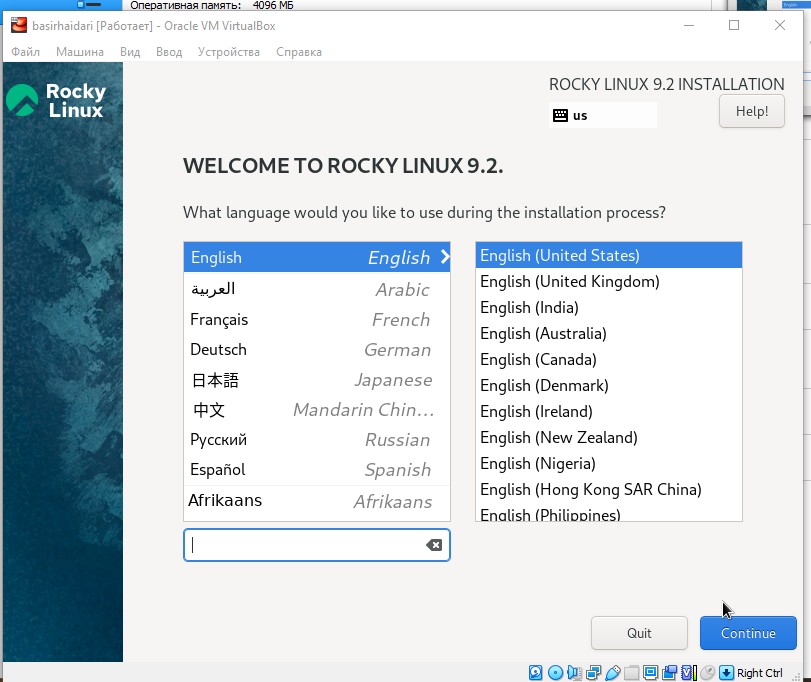 Оперативная память: 4096 МБ
basirhaidari [Работает] - Oracle VM VirtualBox
Файл Машина Вид Ввод Устройства Справка
Rocky
Linux
ROCKY LINUX 9.2 INSTALLATION
us
Help!
WELCOME TO ROCKY LINUX 9.2.
What language would you like to use during the installation process?
English English
العربية Arabic
Français French
Deutsch German
日本語 Japanese
中文 Mandarin Chin...
Русский Russian
Español Spanish
Afrikaans Afrikaans
English (United States)
English (United Kingdom)
English (India)
English (Australia)
English (Canada)
English (Denmark)
English (Ireland)
English (New Zealand)
English (Nigeria)
English (Hong Kong SAR China)
English (Philippines)
Quit
Continue
Right Ctrl